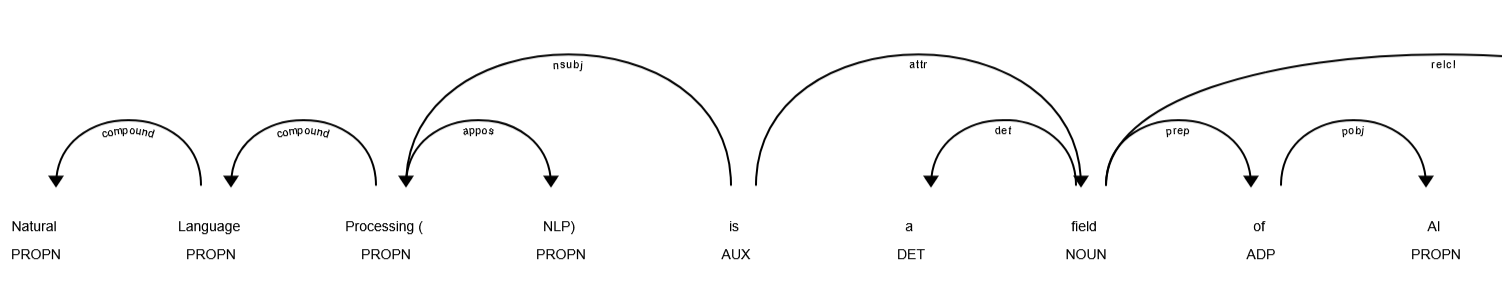 nsubj attr relcl
compound compound appos det prep pobj
Natural Language Processing ( NLP) is a field of AI
PROPN PROPN PROPN PROPN AUX DET NOUN ADP PROPN